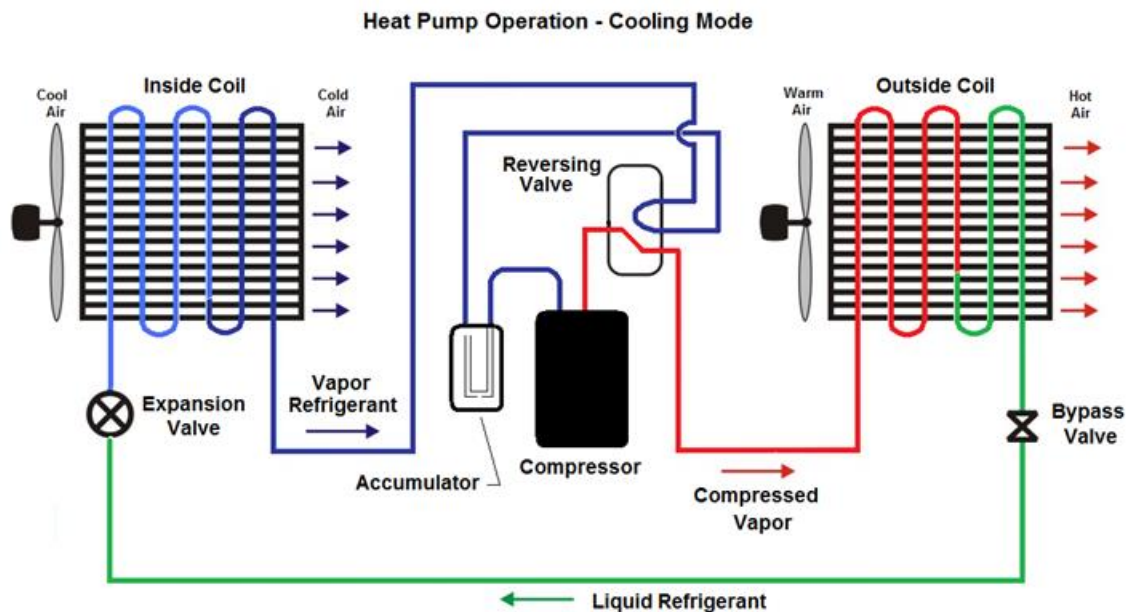 Heat Pump Operation - Cooling Mode
Inside Coil
Outside Coil
Cool
Air
Cold
Air
Warm
Air
Hot
Air
Reversing
Valve
Expansion
Valve
Vapor
Refrigerant
Accumulator
Compressor
Compressed
Vapor
Bypass
Valve
Liquid Refrigerant